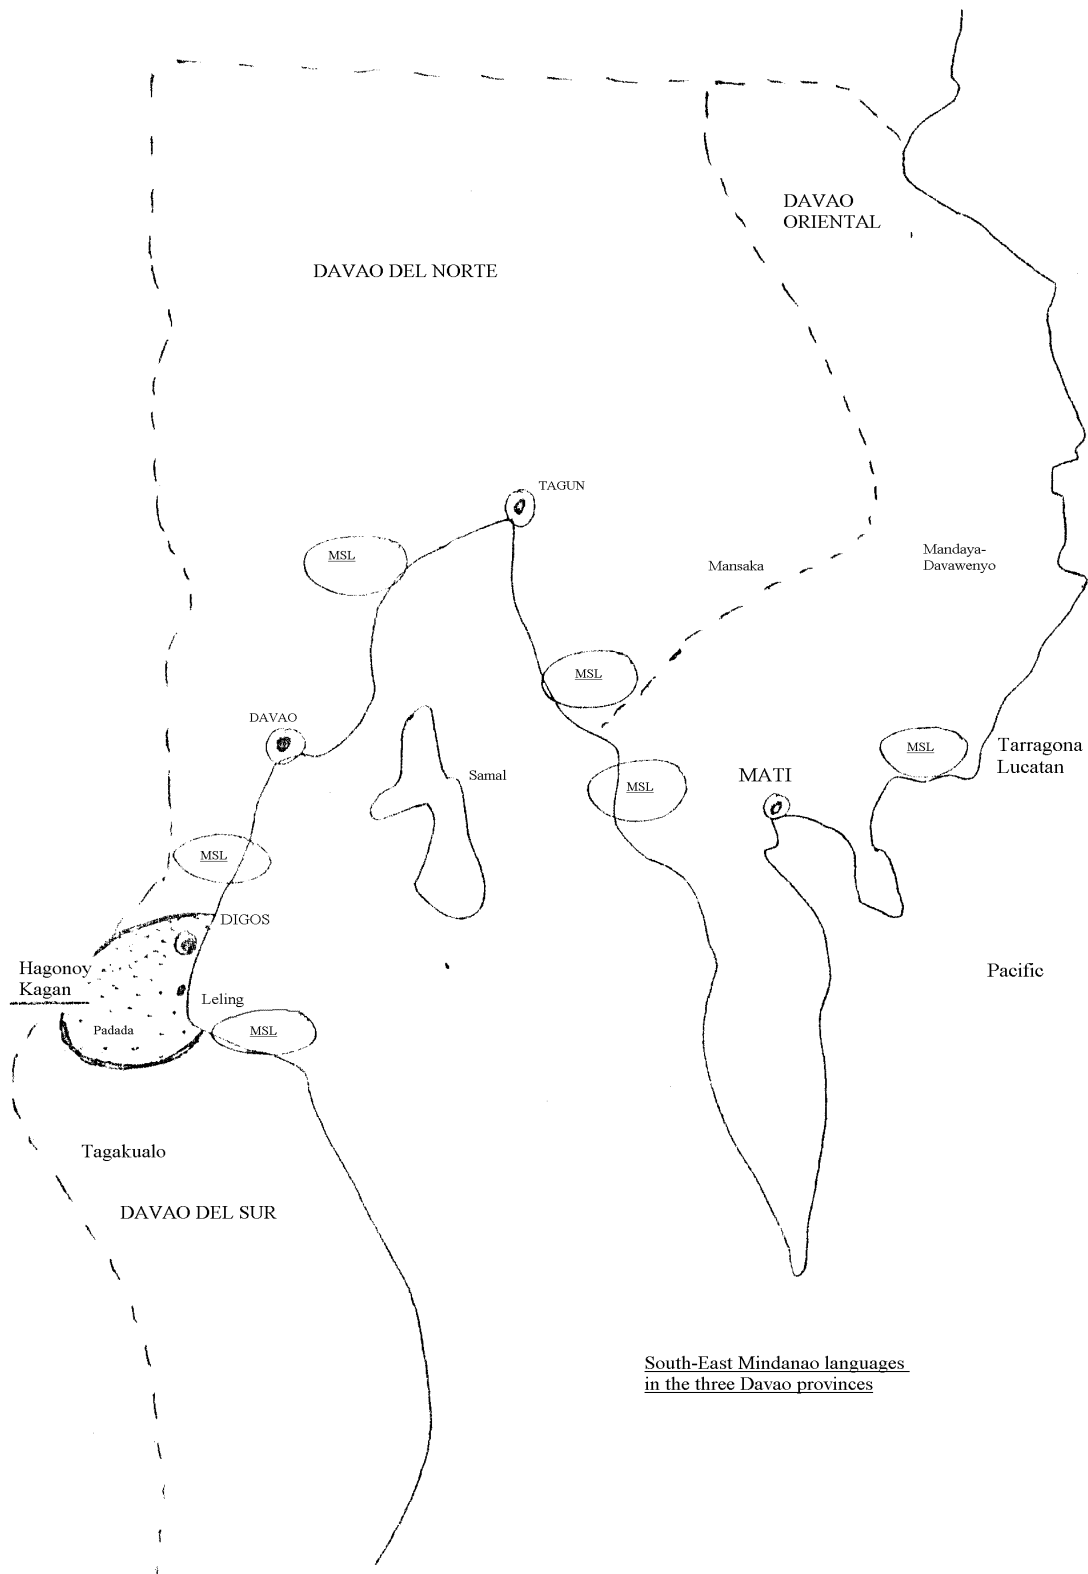 DAVAO
ORIENTAL
DAVAO DEL NORTE
TAGUN
MSL
Mandaya-
Davawenyo
Mansaka
MSL
DAVAO
MSL
Tarragona
Lucatan
Samal
MATI
MSL
MSL
DIGOS
Hagonoy
Kagan
Pacific
Leling
Padada
MSL
Tagakualo
DAVAO DEL SUR
South-East Mindanao languages
in the three Davao provinces